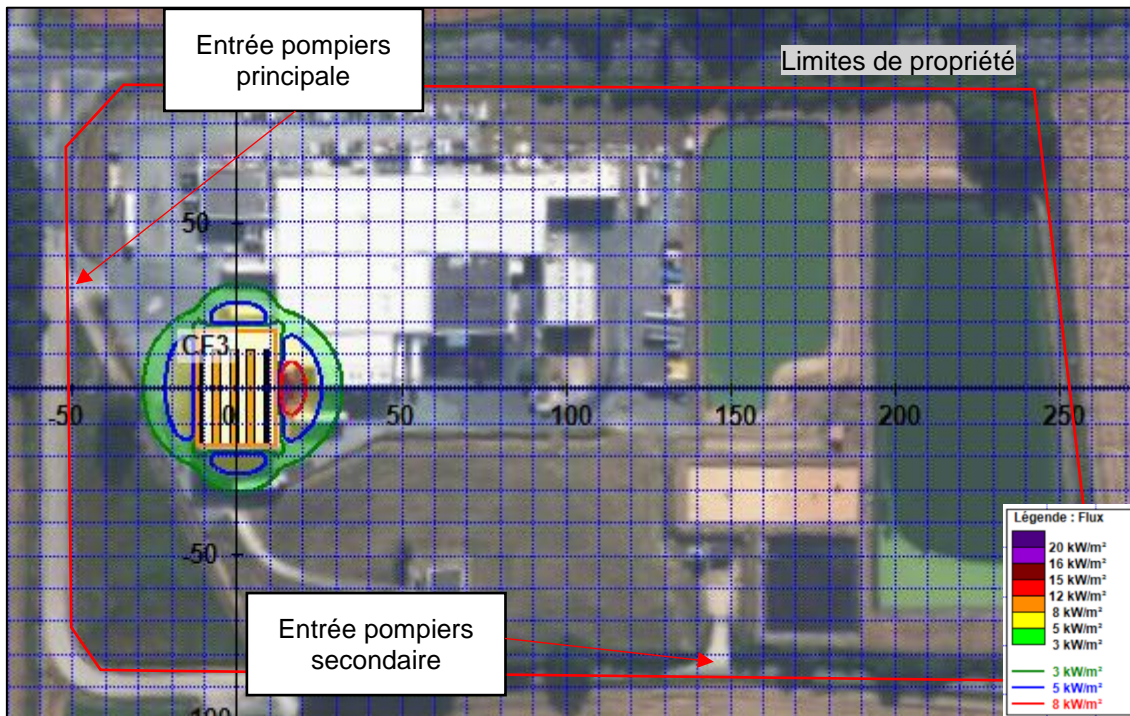 Entrée pompiers
principale
Limites de propriété
50
CF3
-50
0
50
100
150
200
250
-50
Entrée pompiers
secondaire
Légende : Flux
20 kW/m²
16 kW/m²
15 kW/m²
12 kW/m²
8 kW/m²
5 kW/m²
3 kW/m²
3 kW/m²
5 kW/m²
8 kW/m²
-100